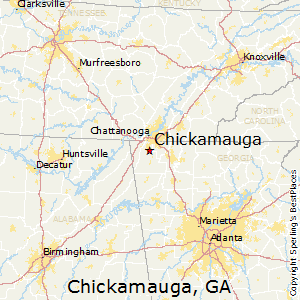 Clarksville
TENNESSEE
Murfreesboro
Knoxville
NORTH
CAROLINA
Chattanooga
Chickamauga
Huntsville
Decatur
GEORGIA
ALABAMA
Marietta
Atlanta
Birmingham
Chickamauga, GA
Copyright Sperling's BestPlaces